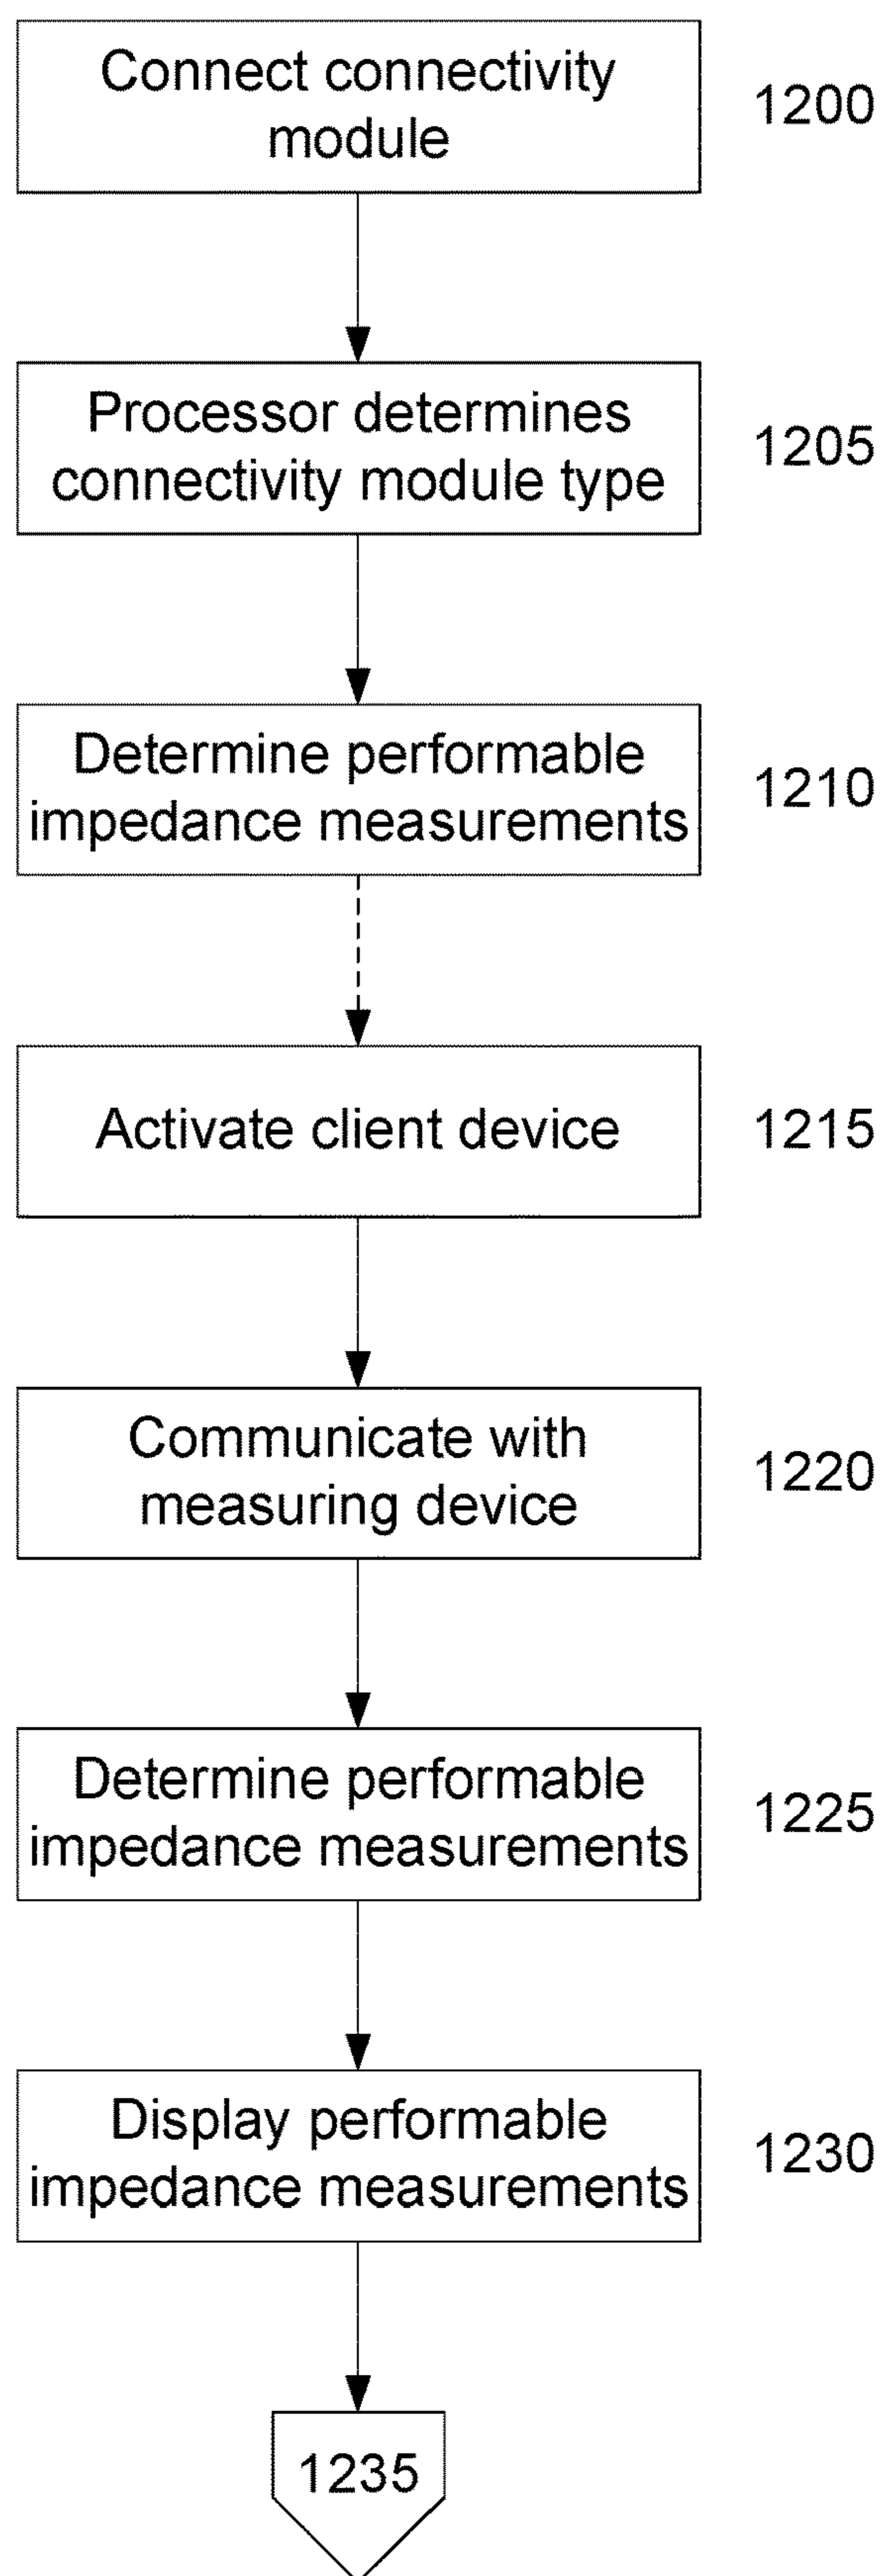 Connect connectivity
module
1200
Processor determines
connectivity module type
1205
Determine performable
impedance measurements
1210
Activate client device
1215
Communicate with
measuring device
1220
Determine performable
impedance measurements
1225
Display performable
impedance measurements
1230
1235